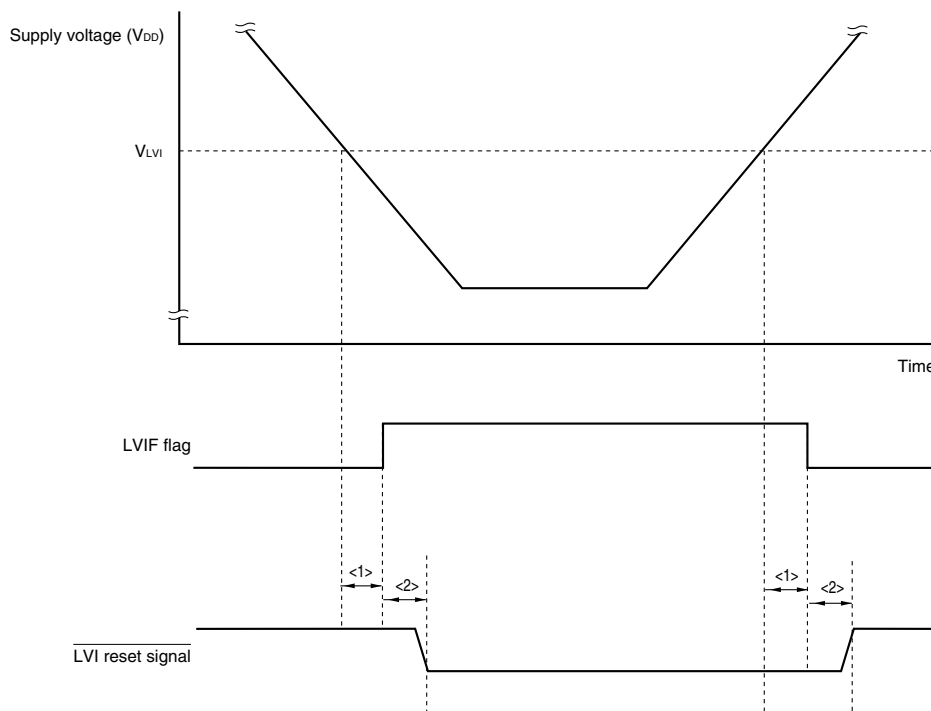 Supply voltage (VDD)
VLVI
Time
LVIF flag
<1>
<2>
<1>
<2>
LVI reset signal